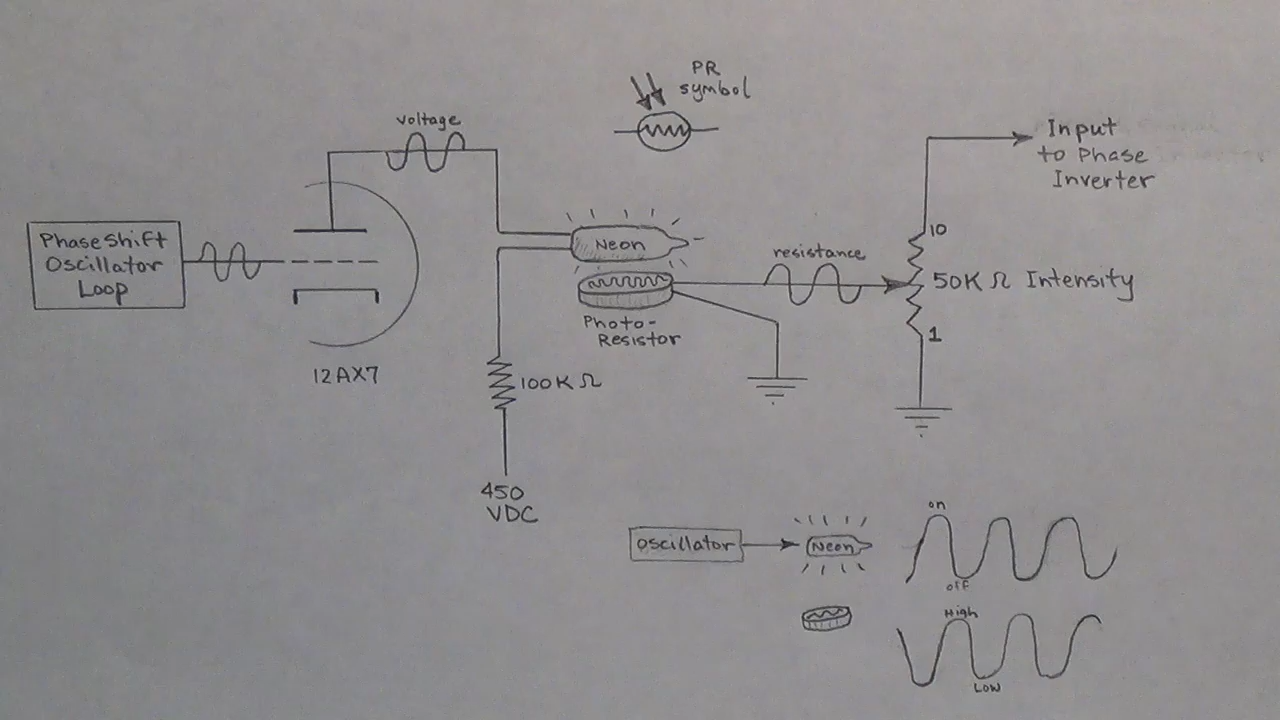 PR
symbol
voltage
Input
to Phase
Inverter
Phase Shift
Oscillator
Loop
Neon
10
resistance
50K Ω Intensity
Photo-
Resistor
1
12AX7
100K Ω
450
VDC
on
Oscillator
Neon
off
High
Low